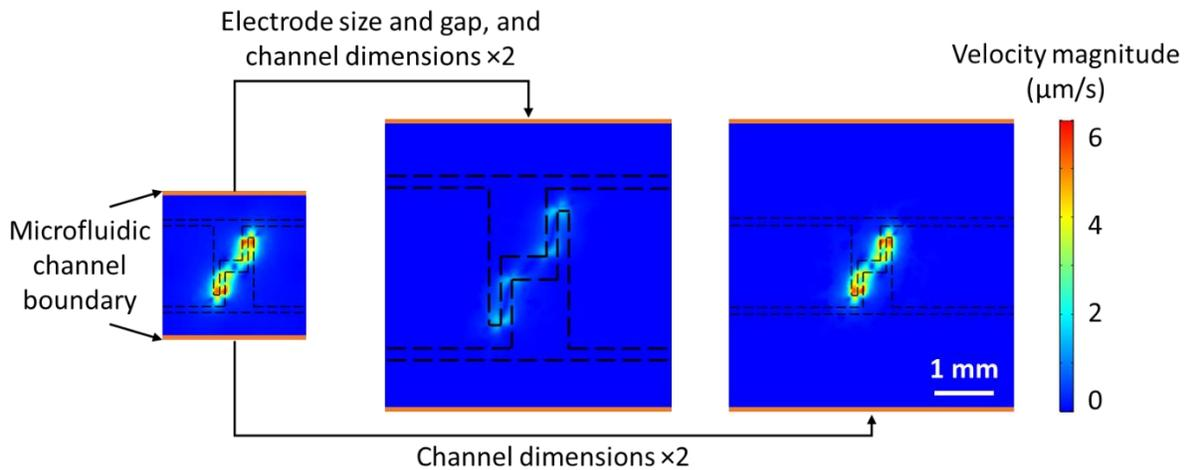 Electrode size and gap, and
channel dimensions ×2
Velocity magnitude
(μm/s)
Microfluidic
channel
boundary
6
4
2
0
1 mm
Channel dimensions ×2